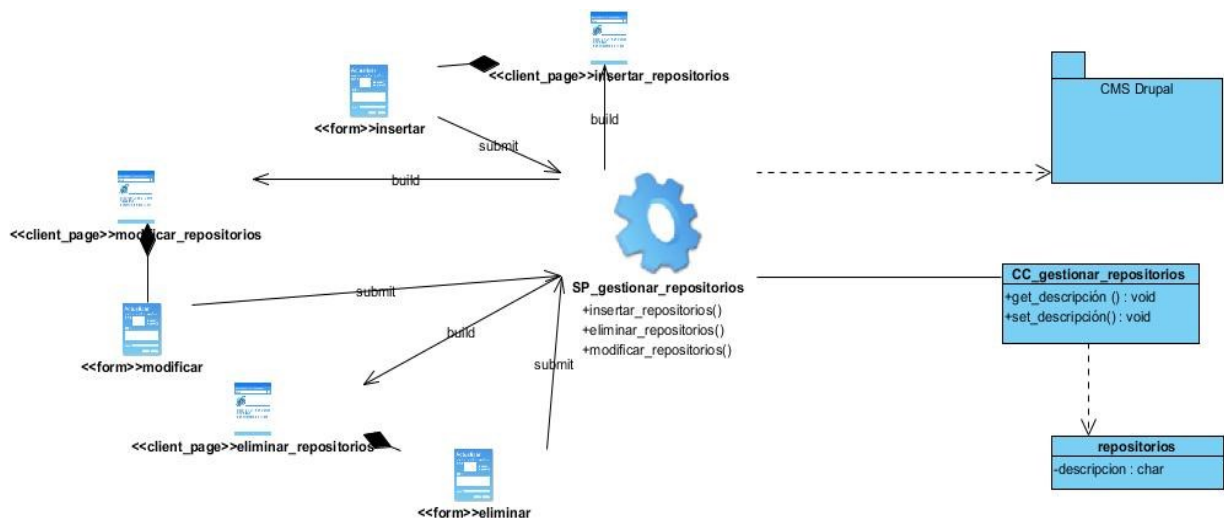 <<client_page>>insertar_repositorios
CMS Drupal
<<form>>insertar
build
submit
build
<<client_page>>modificar_repositorios
SP_gestionar_repositorios
+insertar_repositorios()
+eliminar_repositorios()
+modificar_repositorios()
CC_gestionar_repositorios
+get_descripción () : void
+set_descripción() : void
submit
<<form>>modificar
build
submit
<<client_page>>eliminar_repositorios
<<form>>eliminar
repositorios
-descripcion : char